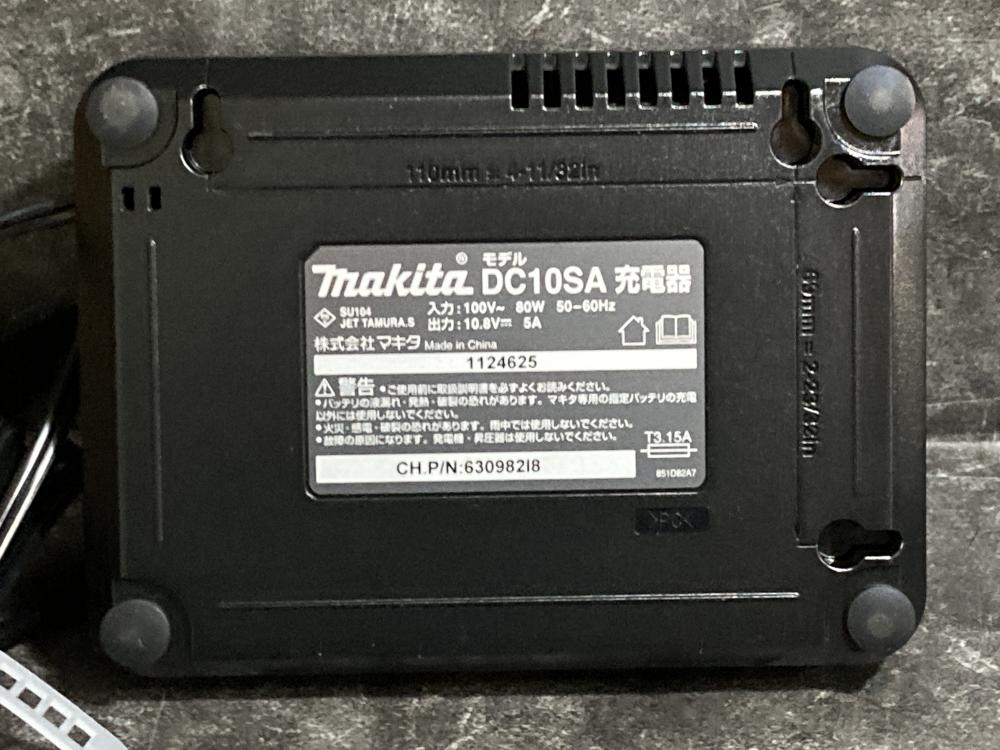 110mm = 4-11/32in
makita® モデル DC10SA 充電器
SU104 入力:100V~ 80W 50-60Hz
JET TAMURA.S 出力:10.8V⎓ 5A
株式会社マキタ Made in China
1124625
⚠警告 •ご使用前に取扱説明書を必ずよくお読みください。
•バッテリの液漏れ・発熱・破裂の恐れがあります。マキタ専用の指定バッテリの充電
以外には使用しないでください。
•火災・感電・破裂の恐れがあります。雨中では使用しないでください。
•故障の原因になります。発電機・昇圧器は使用しないでください。
T3.15A
CH.P/N:630982I8
851D82A7
>PC<